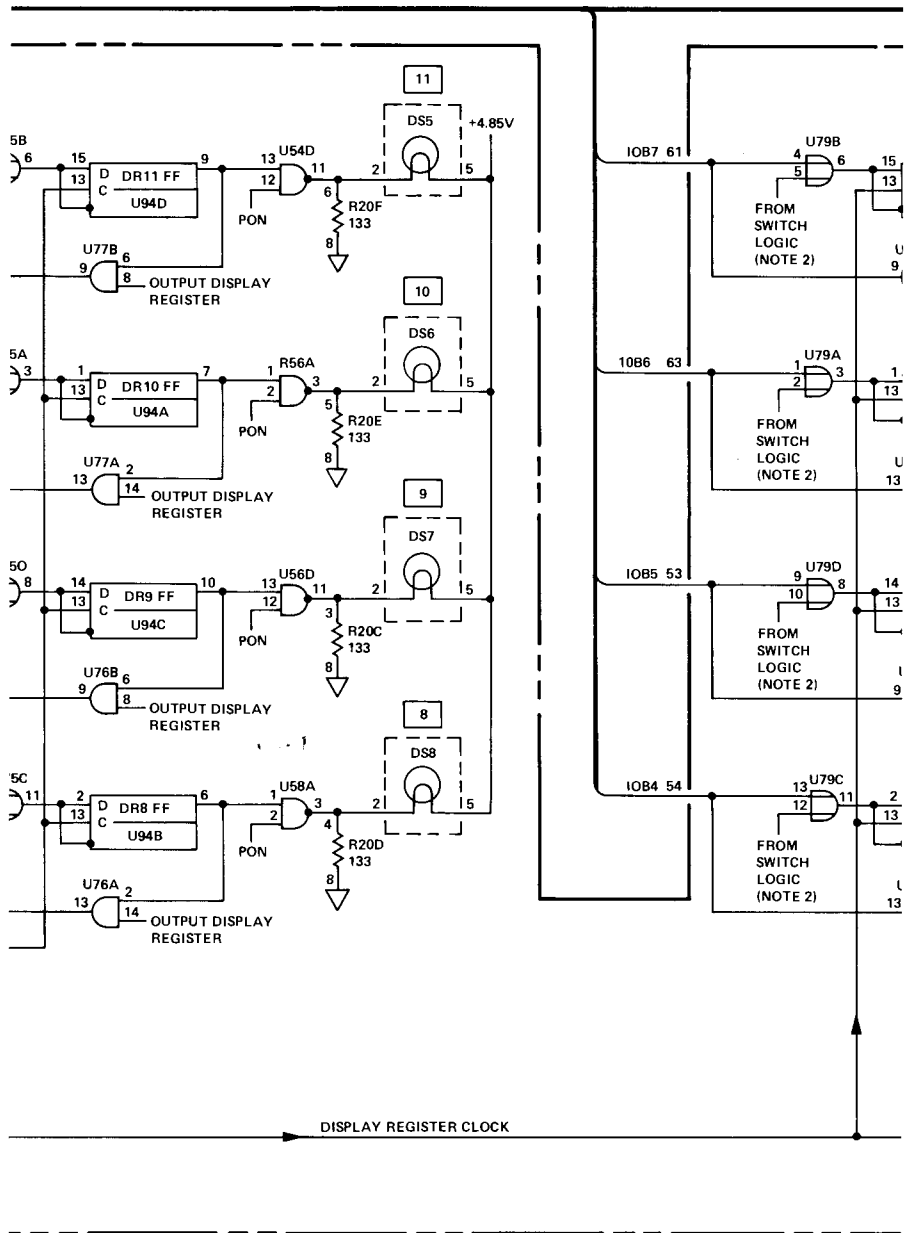 11
DS5
+4.85V
5B
6
15
D
DR11 FF
9
13
C
U94D
U54D
13
12
11
PON
2
5
6
R20F
133
8
U77B
9
6
8
OUTPUT DISPLAY
REGISTER
10
DS6
5A
3
1
D
DR10 FF
7
13
C
U94A
R56A
1
2
3
PON
2
5
5
R20E
133
8
U77A
13
2
14
OUTPUT DISPLAY
REGISTER
9
DS7
5O
8
14
D
DR9 FF
10
13
C
U94C
U56D
13
12
11
PON
2
5
3
R20C
133
8
U76B
9
6
8
OUTPUT DISPLAY
REGISTER
8
DS8
5C
11
2
D
DR8 FF
6
13
C
U94B
U58A
1
2
3
PON
2
5
4
R20D
133
8
U76A
13
2
14
OUTPUT DISPLAY
REGISTER
IOB7 61
U79B
4
5
6
15
13
FROM
SWITCH
LOGIC
(NOTE 2)
U
9
10B6 63
U79A
1
2
3
1
13
FROM
SWITCH
LOGIC
(NOTE 2)
U
13
IOB5 53
U79D
9
10
8
14
13
FROM
SWITCH
LOGIC
(NOTE 2)
9
IOB4 54
U79C
13
12
11
2
13
FROM
SWITCH
LOGIC
(NOTE 2)
13
DISPLAY REGISTER CLOCK